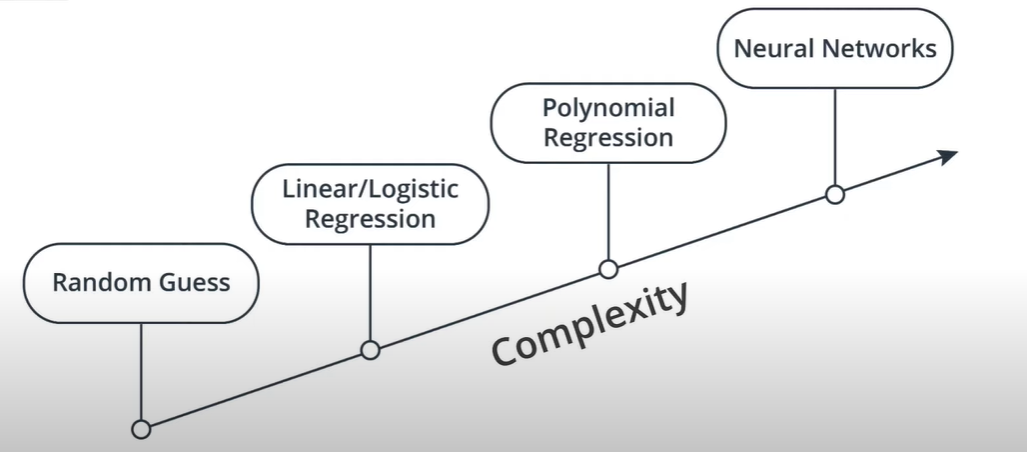 Neural Networks
Polynomial
Regression
Linear/Logistic
Regression
Random Guess
Complexity